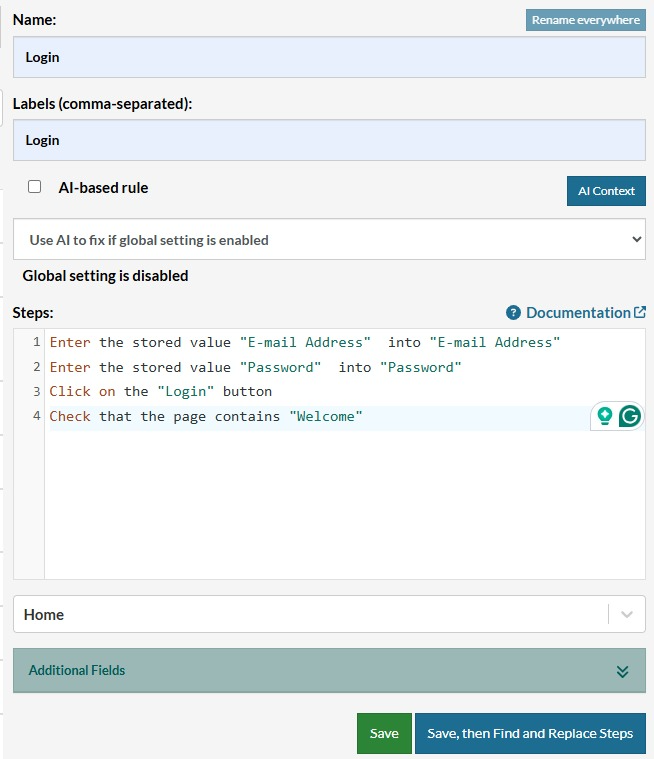 Name:
Rename everywhere
Login
Labels (comma-separated):
Login
AI-based rule
AI Context
Use AI to fix if global setting is enabled
Global setting is disabled
Steps:
? Documentation
1 Enter the stored value "E-mail Address"  into "E-mail Address"
2 Enter the stored value "Password"  into "Password"
3 Click on the "Login" button
4 Check that the page contains "Welcome"
G
Home
Additional Fields
Save
Save, then Find and Replace Steps